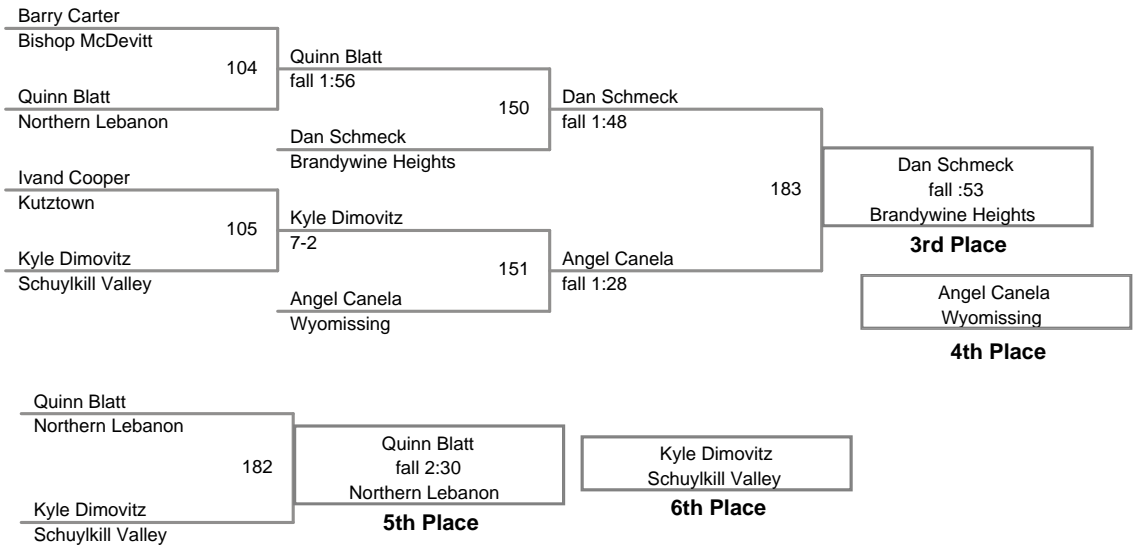 Barry Carter
Bishop McDevitt
104
Quinn Blatt
Northern Lebanon
Quinn Blatt
fall 1:56
150
Dan Schmeck
Brandywine Heights
Dan Schmeck
fall 1:48
Ivand Cooper
Kutztown
105
Kyle Dimovitz
Schuylkill Valley
Kyle Dimovitz
7-2
151
Angel Canela
Wyomissing
Angel Canela
fall 1:28
183
Dan Schmeck
fall :53
Brandywine Heights
3rd Place
Angel Canela
Wyomissing
4th Place
Quinn Blatt
Northern Lebanon
182
Kyle Dimovitz
Schuylkill Valley
Quinn Blatt
fall 2:30
Northern Lebanon
5th Place
Kyle Dimovitz
Schuylkill Valley
6th Place